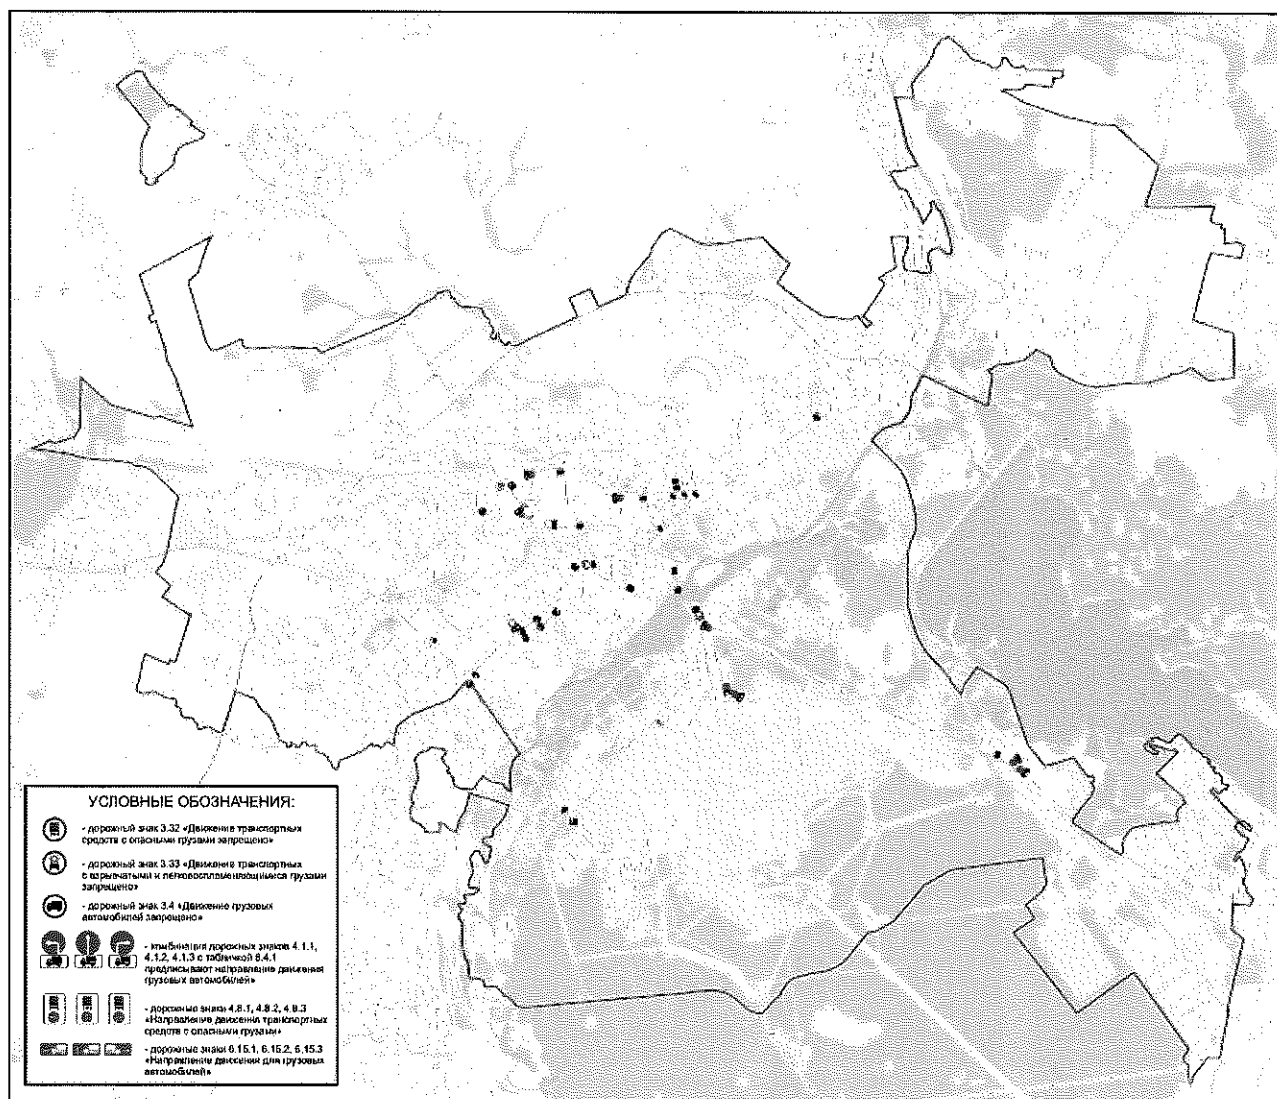 УСЛОВНЫЕ ОБОЗНАЧЕНИЯ:
- дорожный знак 3.32 «Движение транспортных
средств с опасными грузами запрещено»
- дорожный знак 3.33 «Движение транспортных
с взрывчатыми и легковоспламеняющимися грузами
запрещено»
- дорожный знак 3.4 «Движение грузовых
автомобилей запрещено»
- комбинация дорожных знаков 4.1.1,
4.1.2, 4.1.3 с табличкой 8.4.1
предписывают направление движения
грузовых автомобилей»
- дорожные знаки 4.8.1, 4.8.2, 4.8.3
«Направление движения транспортных
средств с опасными грузами»
- дорожные знаки 6.15.1, 6.15.2, 6.15.3
«Направление движения для грузовых
автомобилей»